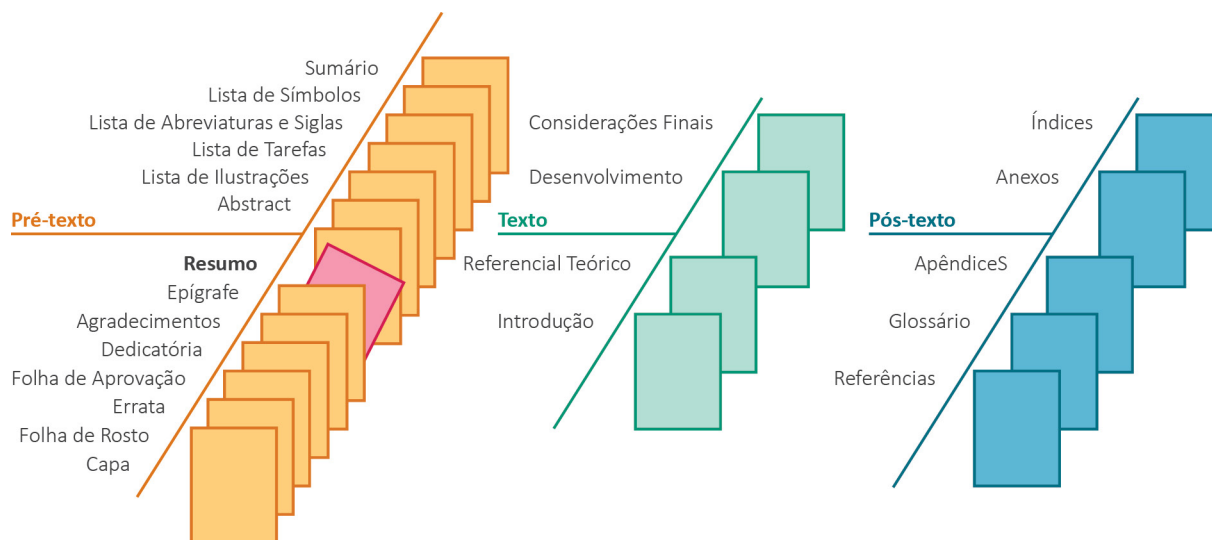 Sumário
Lista de Símbolos
Lista de Abreviaturas e Siglas
Lista de Tarefas
Lista de Ilustrações
Abstract
Pré-texto
Resumo
Epígrafe
Agradecimentos
Dedicatória
Folha de Aprovação
Errata
Folha de Rosto
Capa
Considerações Finais
Desenvolvimento
Texto
Referencial Teórico
Introdução
Índices
Anexos
Pós-texto
ApêndiceS
Glossário
Referências